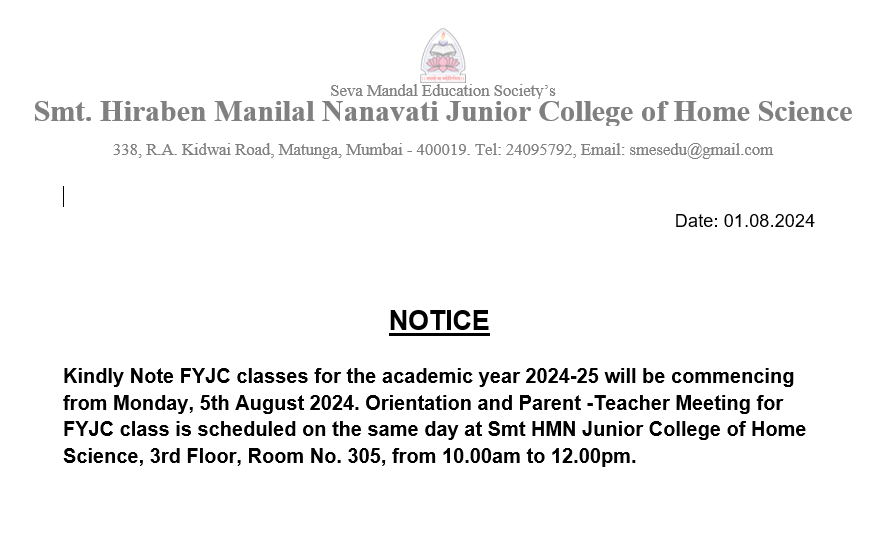 Seva Mandal Education Society's
Smt. Hiraben Manilal Nanavati Junior College of Home Science
338, R.A. Kidwai Road, Matunga, Mumbai - 400019. Tel: 24095792, Email: smesedu@gmail.com
Date: 01.08.2024
NOTICE
Kindly Note FYJC classes for the academic year 2024-25 will be commencing
from Monday, 5th August 2024. Orientation and Parent -Teacher Meeting for
FYJC class is scheduled on the same day at Smt HMN Junior College of Home
Science, 3rd Floor, Room No. 305, from 10.00am to 12.00pm.